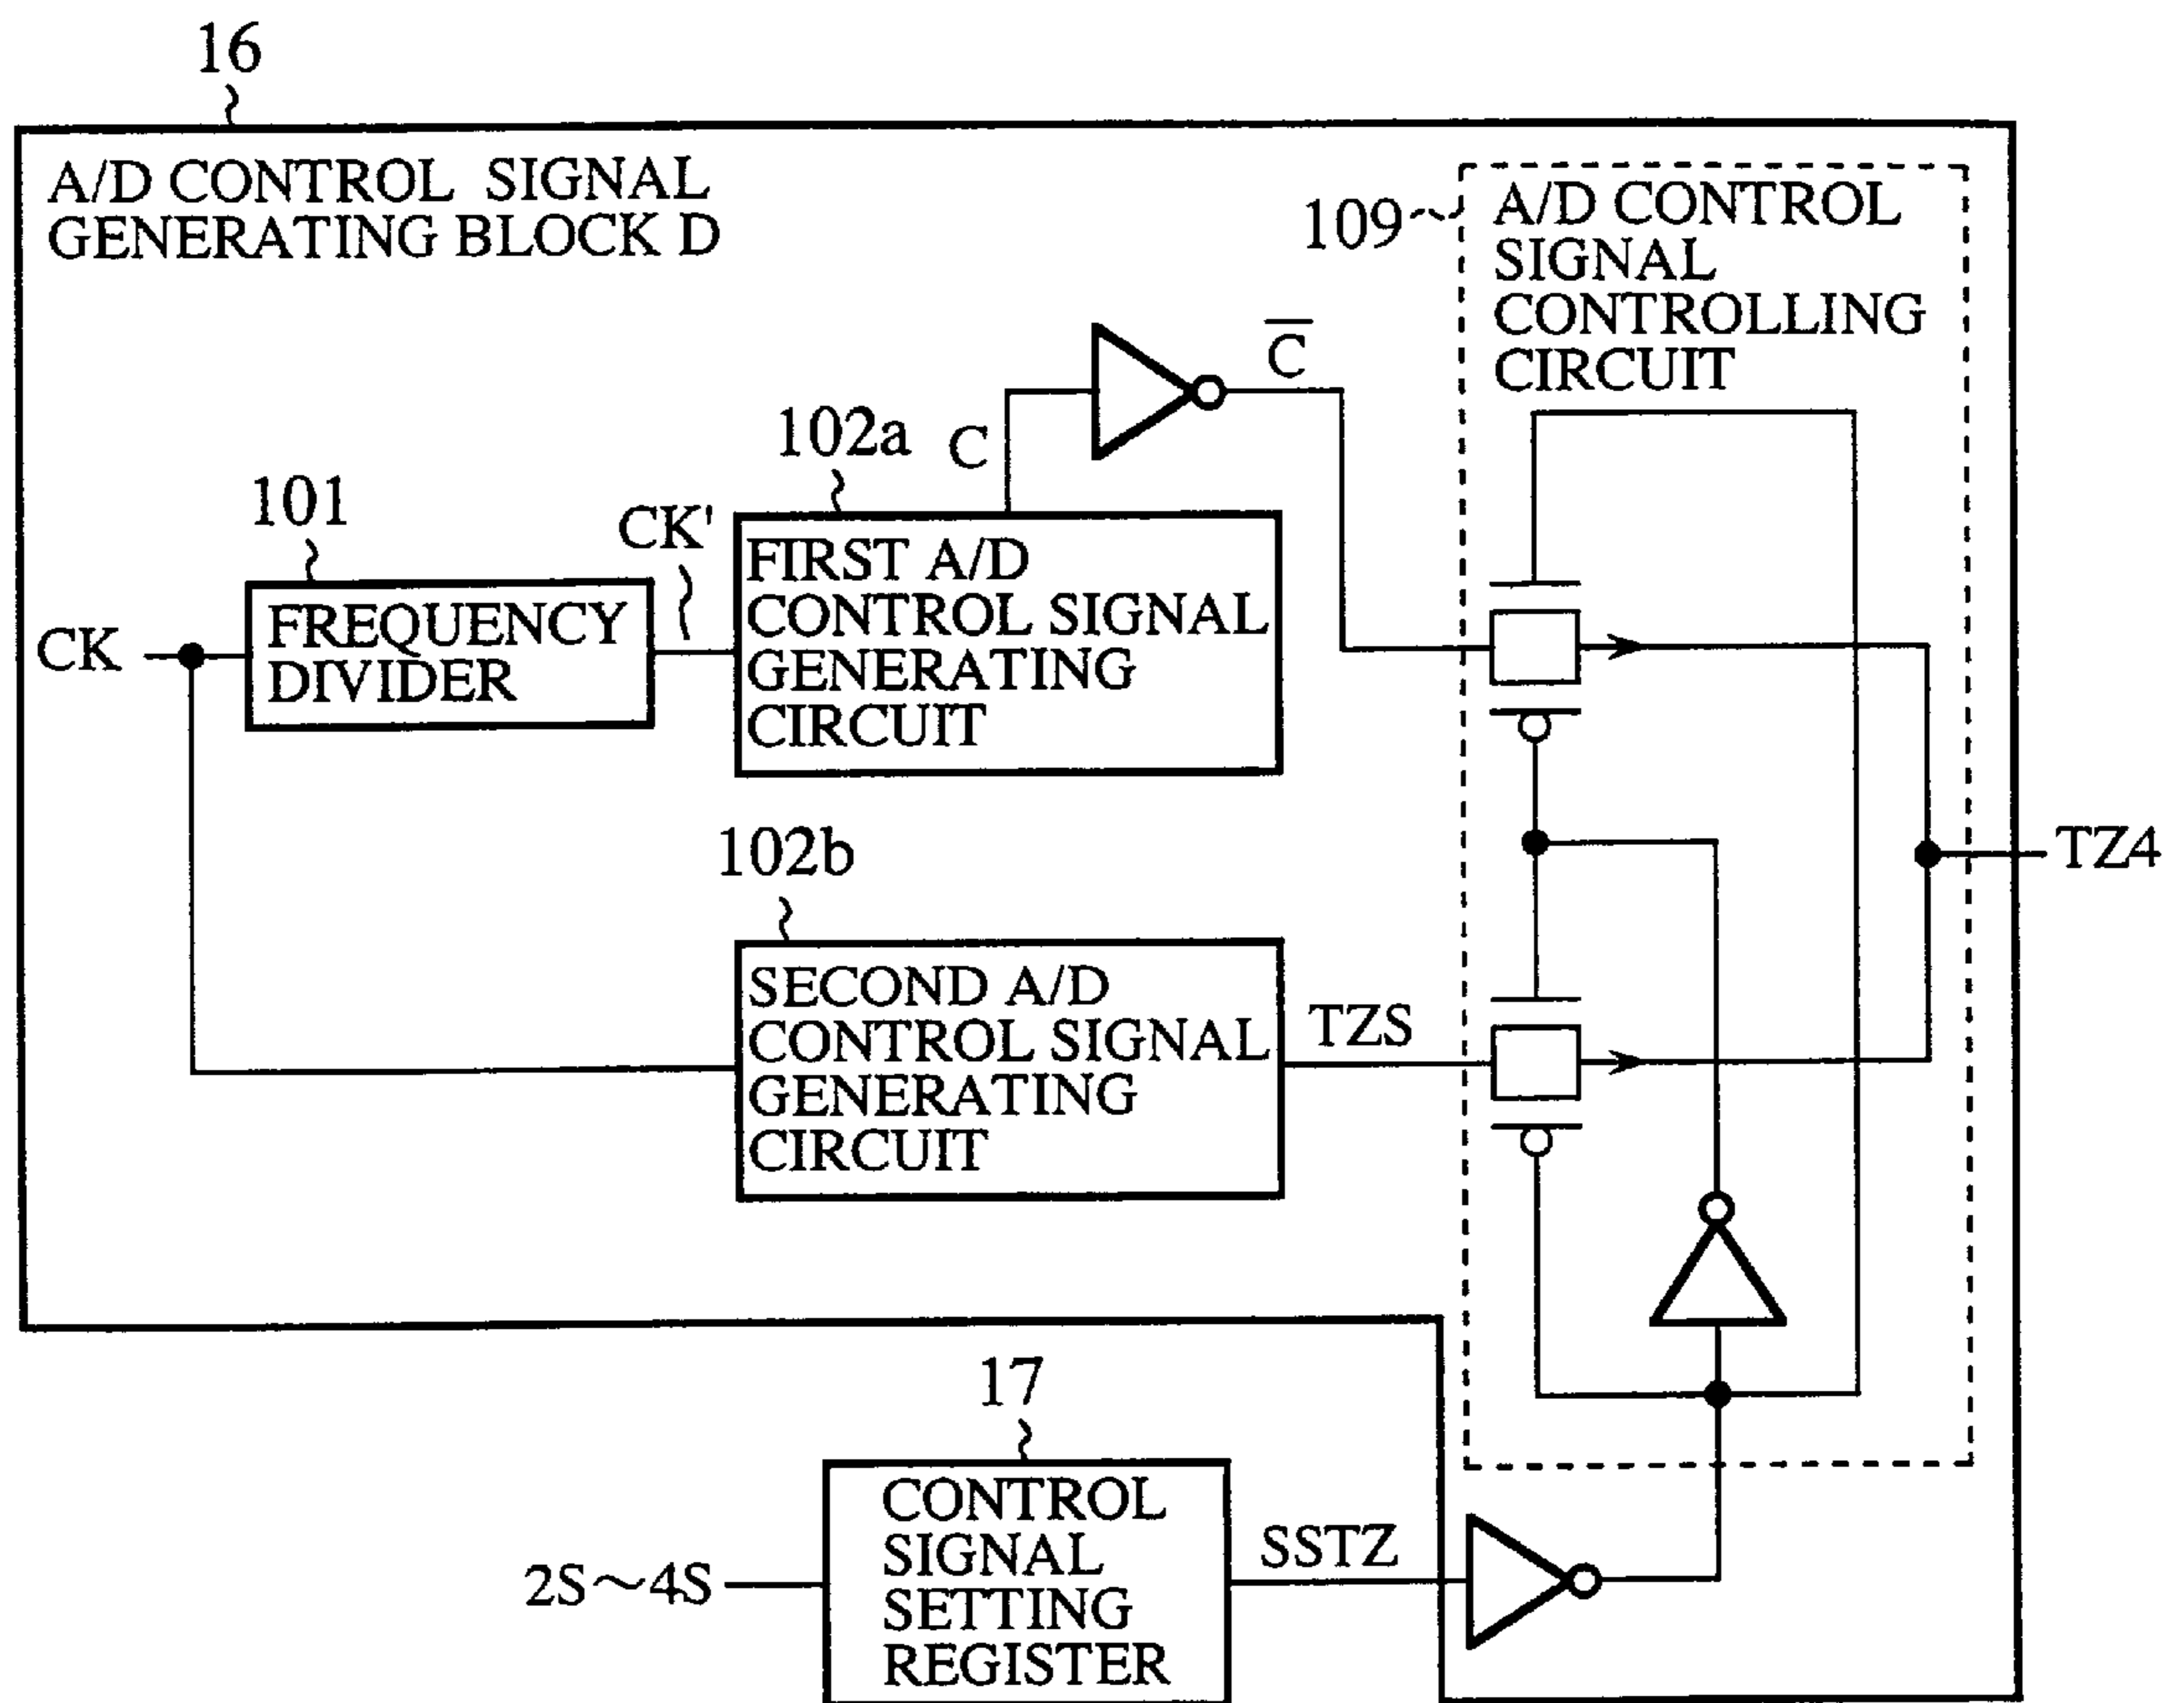 16
A/D CONTROL SIGNAL
GENERATING BLOCK D
109
A/D CONTROL
SIGNAL
CONTROLLING
CIRCUIT
C̅
C
102a
101
CK'
FIRST A/D
CONTROL SIGNAL
GENERATING
CIRCUIT
CK
FREQUENCY
DIVIDER
102b
TZ4
SECOND A/D
CONTROL SIGNAL
GENERATING
CIRCUIT
TZS
17
CONTROL
SIGNAL
SETTING
REGISTER
2S~4S
SSTZ